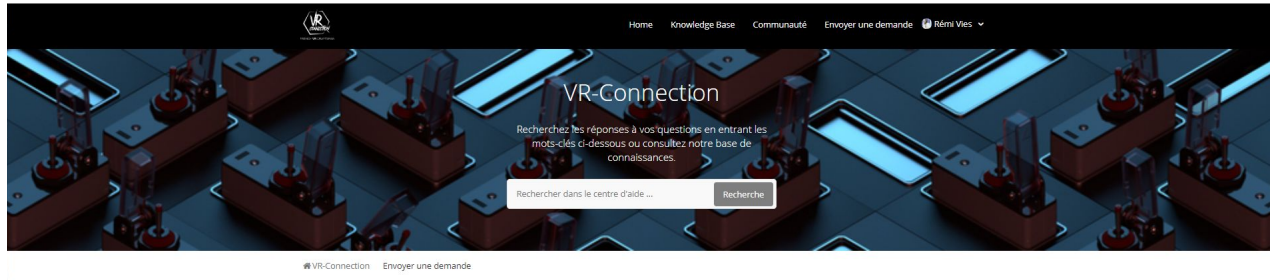 VR
Home Knowledge Base Communauté Envoyer une demande Rémi Vies
VR-Connection
Recherchez les réponses à vos questions en entrant les
mots-clés ci-dessous ou consultez notre base de
connaissances.
Rechercher dans le centre d'aide ... Recherche
VR-Connection Envoyer une demande